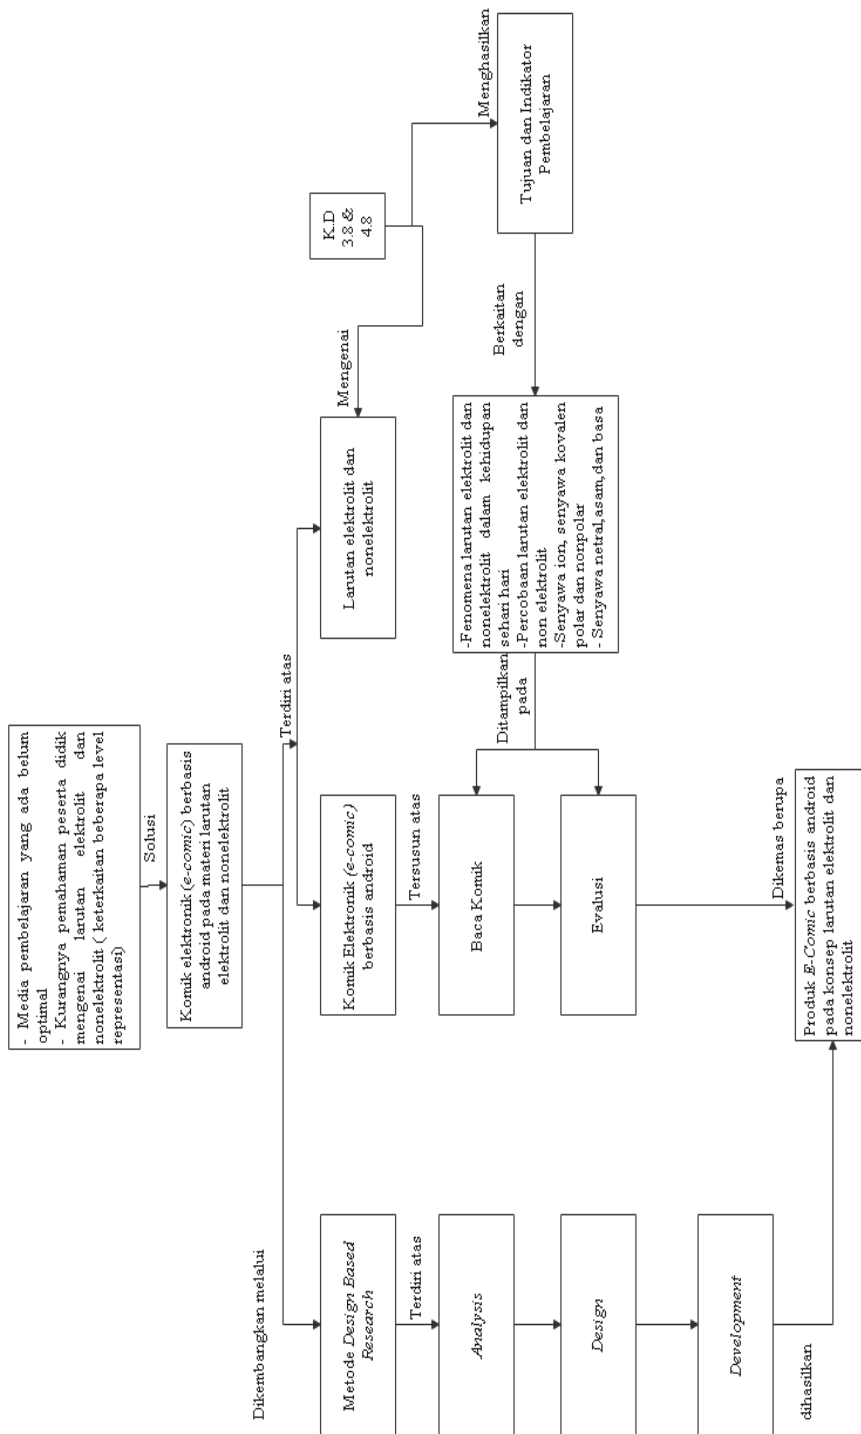 - Media pembelajaran yang ada belum
optimal
- Kurangnya pemahaman peserta didik
mengenai larutan elektrolit dan
nonelektrolit ( keterkaitan beberapa level
representasi)
Solusi
Komik elektronik (e-comic) berbasis
android pada materi larutan
elektrolit dan nonelektrolit
Dikembangkan melalui
Terdiri atas
Metode Design Based
Research
Komik Elektronik (e-comic)
berbasis android
Larutan elektrolit dan
nonelektrolit
Mengenai
K.D
3.8 &
4.8
Menghasilkan
Terdiri atas
Tersusun atas
Analysis
Baca Komik
Ditampilkan
pada
-Fenomena larutan elektrolit dan
nonelektrolit dalam kehidupan
sehari hari
-Percobaan larutan elektrolit dan
non elektrolit
-Senyawa ion, senyawa kovalen
polar dan nonpolar
- Senyawa netral,asam,dan basa
Berkaitan
dengan
Tujuan dan Indikator
Pembelajaran
Design
Evalusi
Development
Dikemas berupa
dihasilkan
Produk E-Comic berbasis android
pada konsep larutan elektrolit dan
nonelektrolit